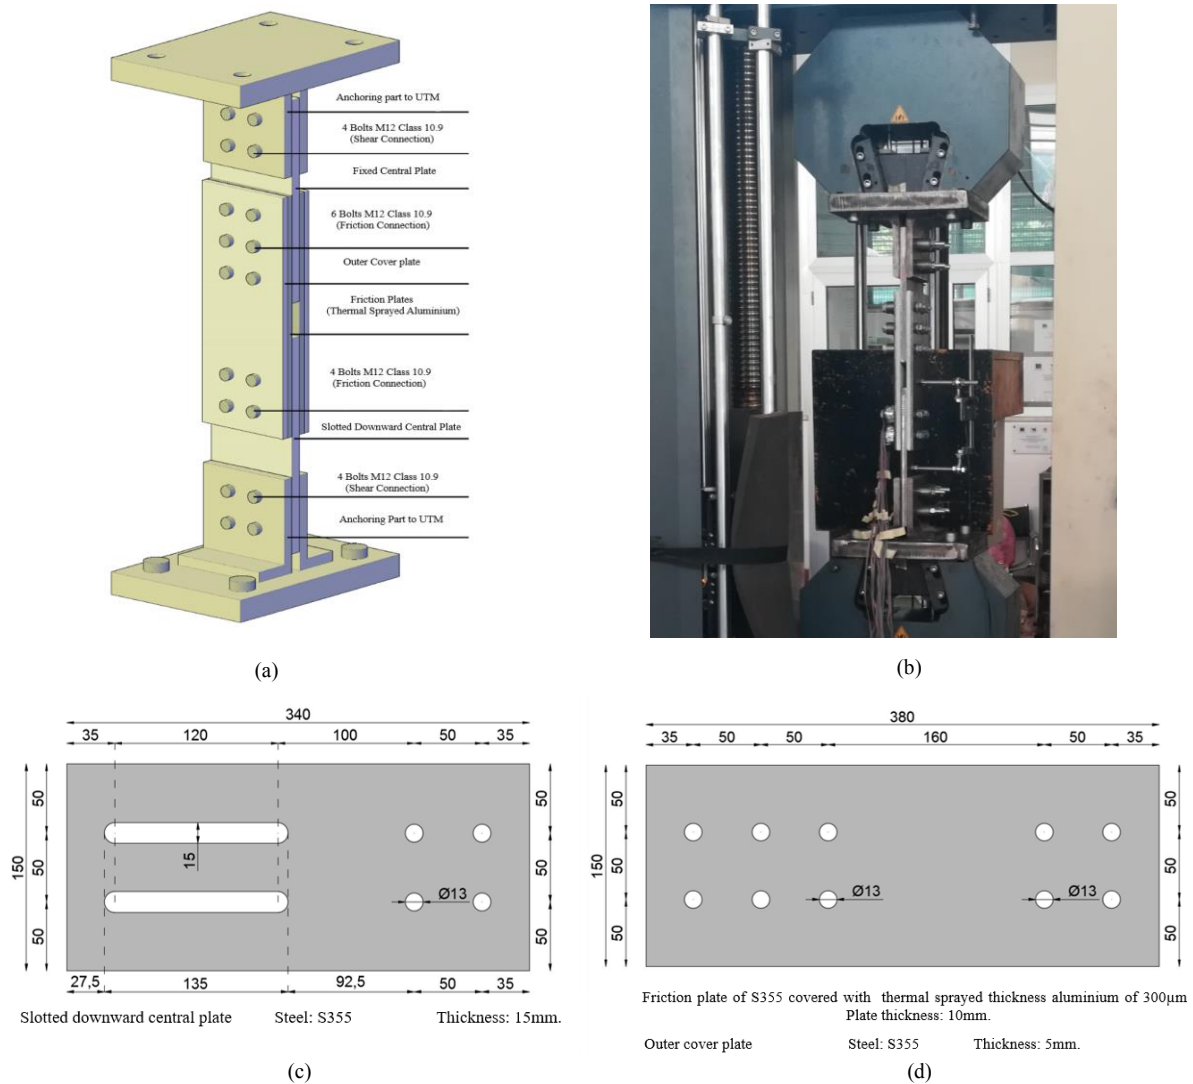 Anchoring part to UTM
4 Bolts M12 Class 10.9
(Shear Connection)
Fixed Central Plate
6 Bolts M12 Class 10.9
(Friction Connection)
Outer Cover plate
Friction Plates
(Thermal Sprayed Aluminium)
4 Bolts M12 Class 10.9
(Friction Connection)
Slotted Downward Central Plate
4 Bolts M12 Class 10.9
(Shear Connection)
Anchoring Part to UTM
(a)
(b)
340
35 120 100 50 35
150
50
50
50
15
Ø13
50
50
50
27,5 135 92,5 50 35
Slotted downward central plate Steel: S355 Thickness: 15mm.
(c)
380
35 50 50 160 50 35
150
50
50
50
Ø13
Ø13
50
50
50
Friction plate of S355 covered with thermal sprayed thickness aluminium of 300µm
Plate thickness: 10mm.
Outer cover plate Steel: S355 Thickness: 5mm.
(d)